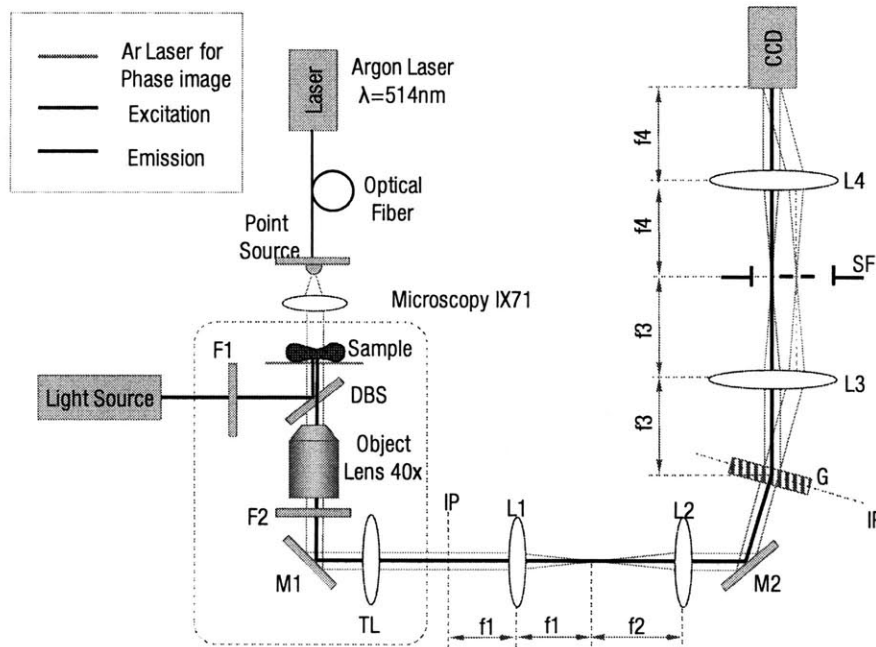 Ar Laser for
Phase image
Excitation
Emission
Laser
Argon Laser
λ=514nm
Optical
Fiber
Point
Source
Microscopy IX71
F1
Sample
Light Source
DBS
Object
Lens 40x
F2
M1
TL
IP
L1
L2
f1
f1
f2
M2
G
IP
f3
L3
f3
SF
f4
L4
f4
CCD